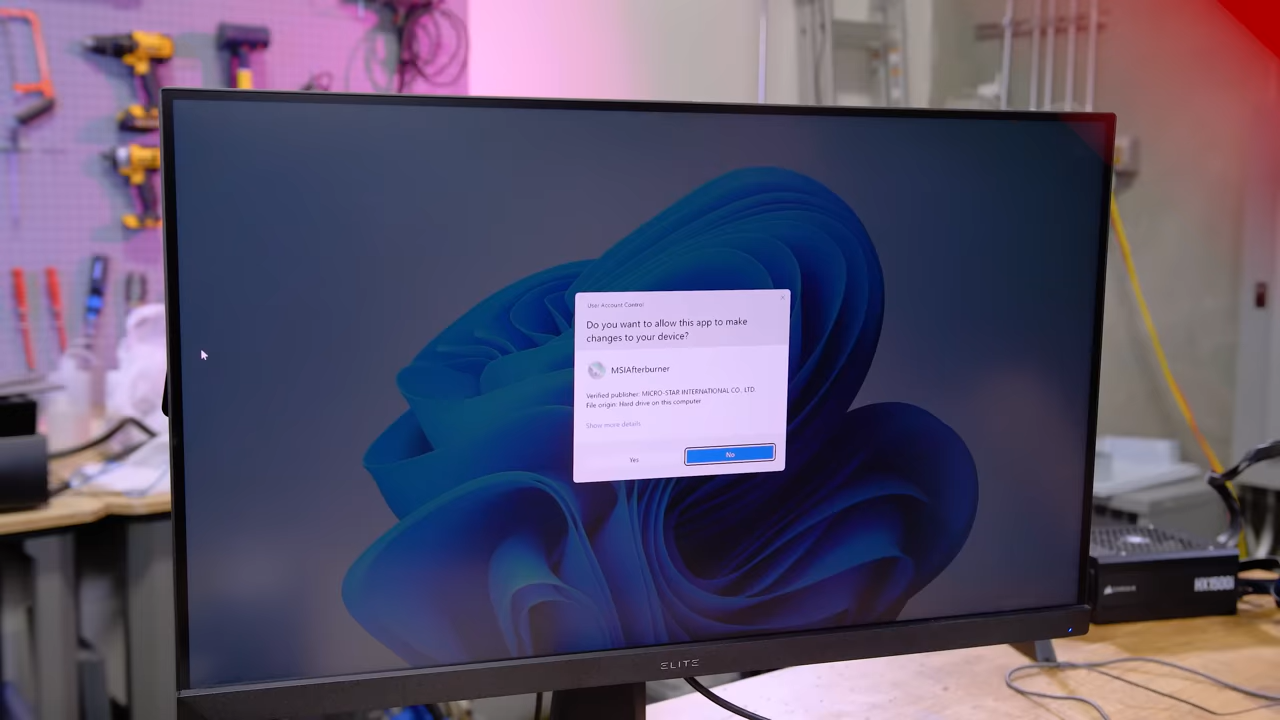 User Account Control
Do you want to allow this app to make
changes to your device?
MSIAfterburner
Verified publisher: MICRO-STAR INTERNATIONAL CO., LTD.
File origin: Hard drive on this computer
Show more details
Yes
No
ELITE
HX1500i